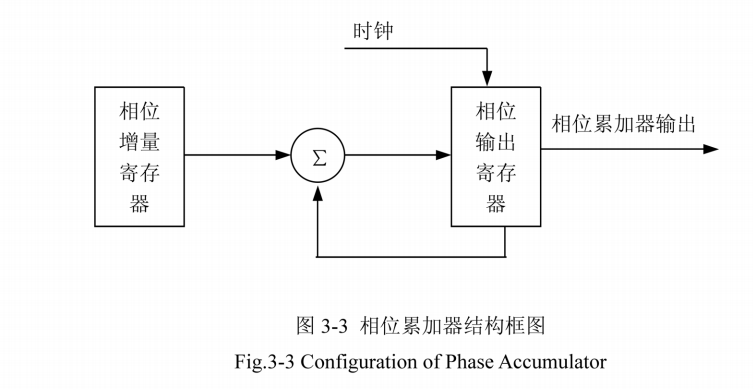 时钟
相位
增量
寄存
器
Σ
相位
输出
寄存
器
相位累加器输出
图 3-3 相位累加器结构框图
Fig.3-3 Configuration of Phase Accumulator